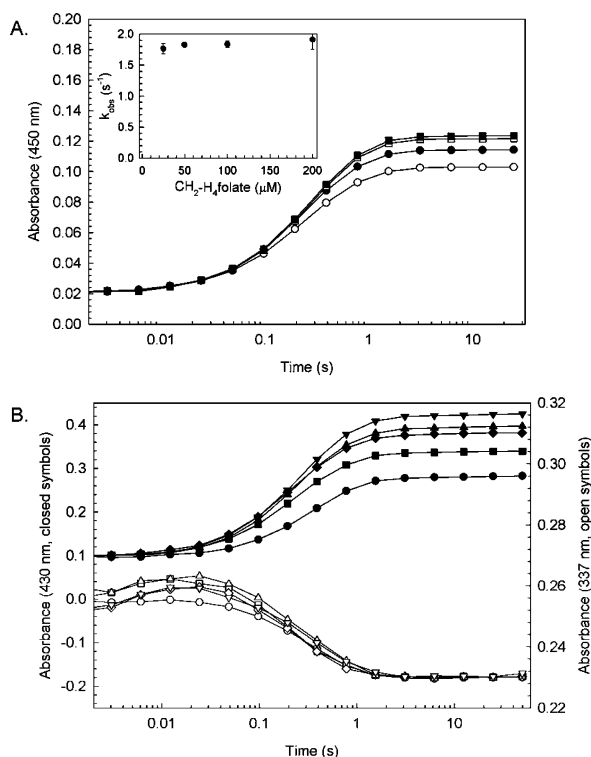 A.
0.20
0.18
0.16
0.14
0.12
0.10
0.08
0.06
0.04
0.02
0.00
Absorbance (450 nm)
2.0
1.5
1.0
0.5
0.0
k_obs (s⁻¹)
0 50 100 150 200
CH₂-H₄folate (μM)
0.01 0.1 1 10
Time (s)
B.
0.4
0.3
0.2
0.1
0.0
-0.1
-0.2
Absorbance (430 nm, closed symbols)
0.32
0.30
0.28
0.26
0.24
0.22
Absorbance (337 nm, open symbols)
0.01 0.1 1 10
Time (s)